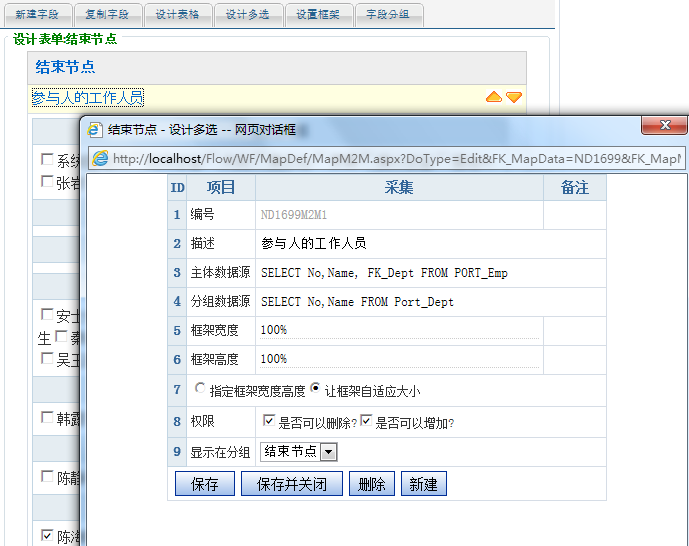 新建字段 复制字段 设计表格 设计多选 设置框架 字段分组
设计表单:结束节点
结束节点
参与人的工作人员
系统
张岩
安士
生 秦
吴王
韩露
陈静
陈海
结束节点 - 设计多选 -- 网页对话框
http://localhost/Flow/WF/MapDef/MapM2M.aspx?DoType=Edit&FK_MapData=ND1699&FK_MapM
ID 项目 采集 备注
1 编号 ND1699M2M1
2 描述 参与人的工作人员
3 主体数据源 SELECT No,Name, FK_Dept FROM PORT_Emp
4 分组数据源 SELECT No,Name FROM Port_Dept
5 框架宽度 100%
6 框架高度 100%
7 指定框架宽度高度 让框架自适应大小
8 权限 是否可以删除? 是否可以增加?
9 显示在分组 结束节点
保存 保存并关闭 删除 新建